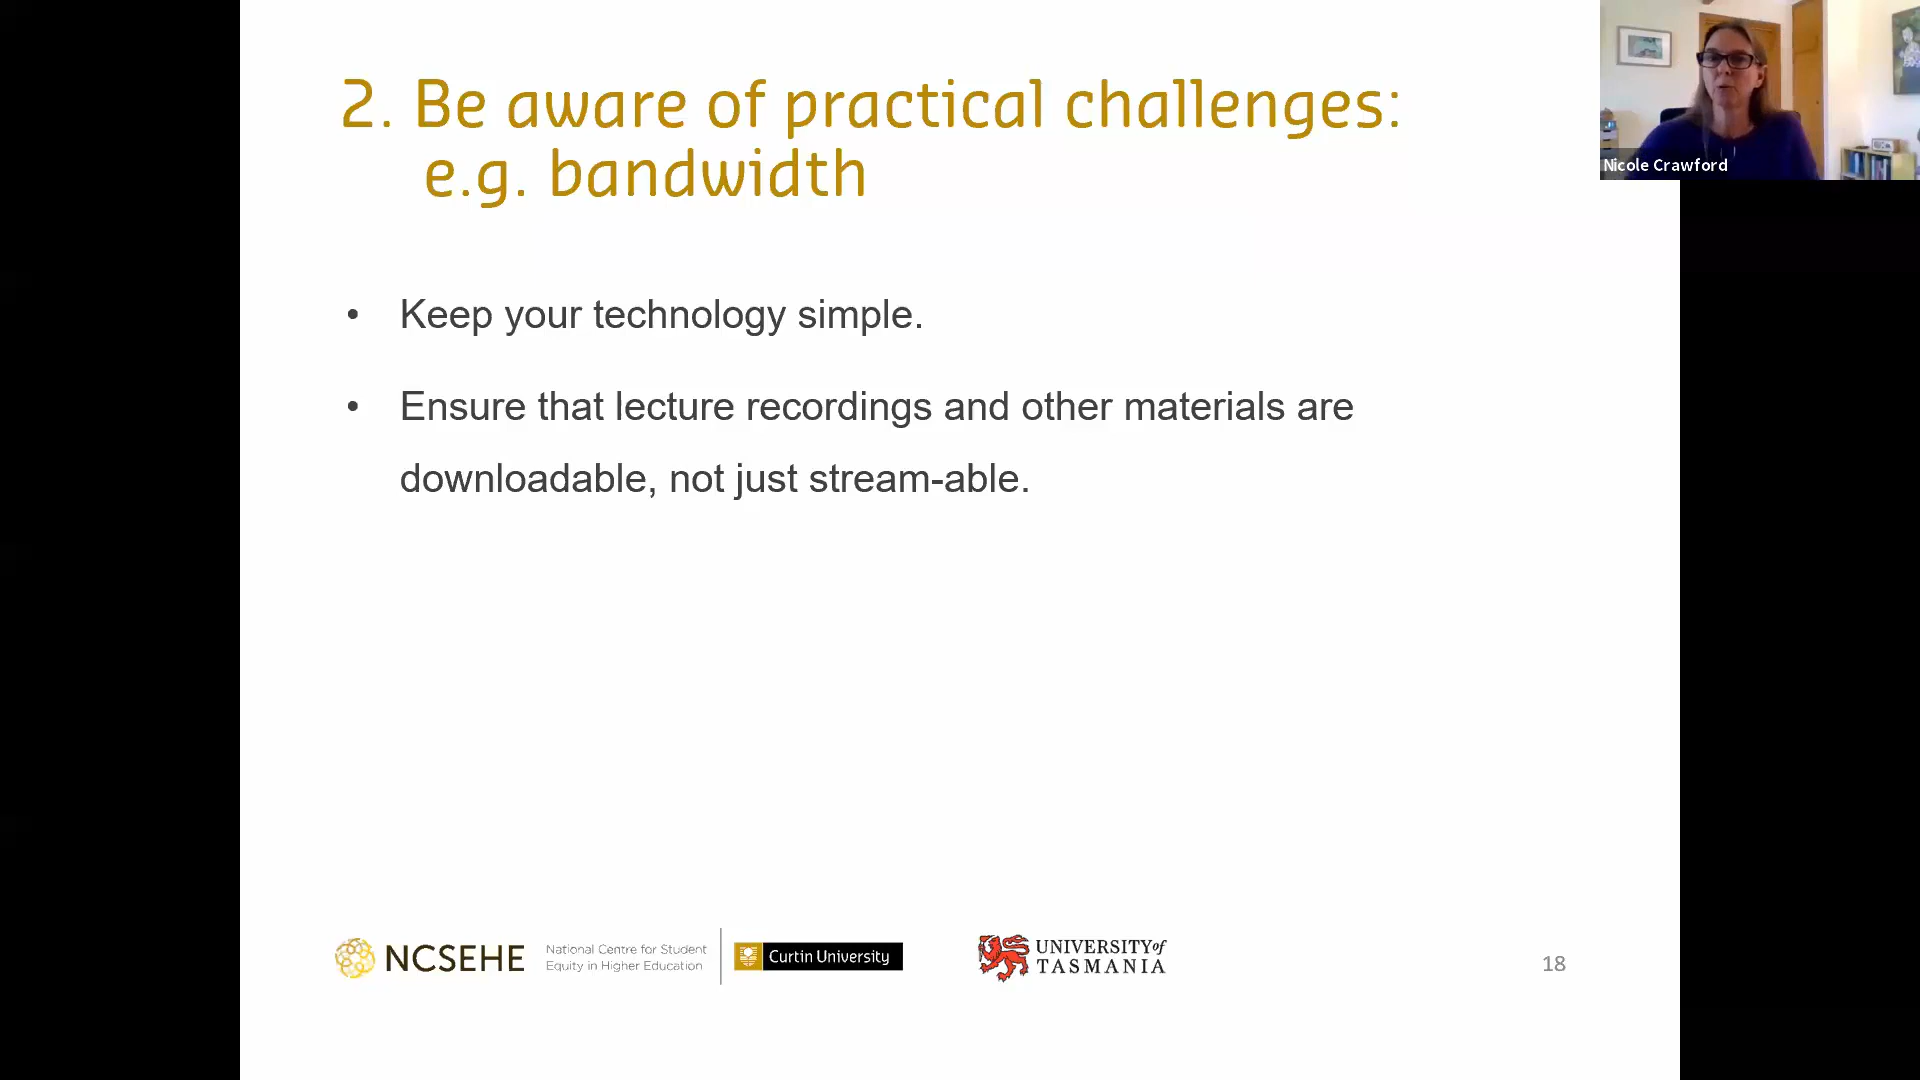 2. Be aware of practical challenges:
e.g. bandwidth
Nicole Crawford
• Keep your technology simple.
• Ensure that lecture recordings and other materials are
downloadable, not just stream-able.
NCSEHE
National Centre for Student
Equity in Higher Education
Curtin University
UNIVERSITY of
TASMANIA
18